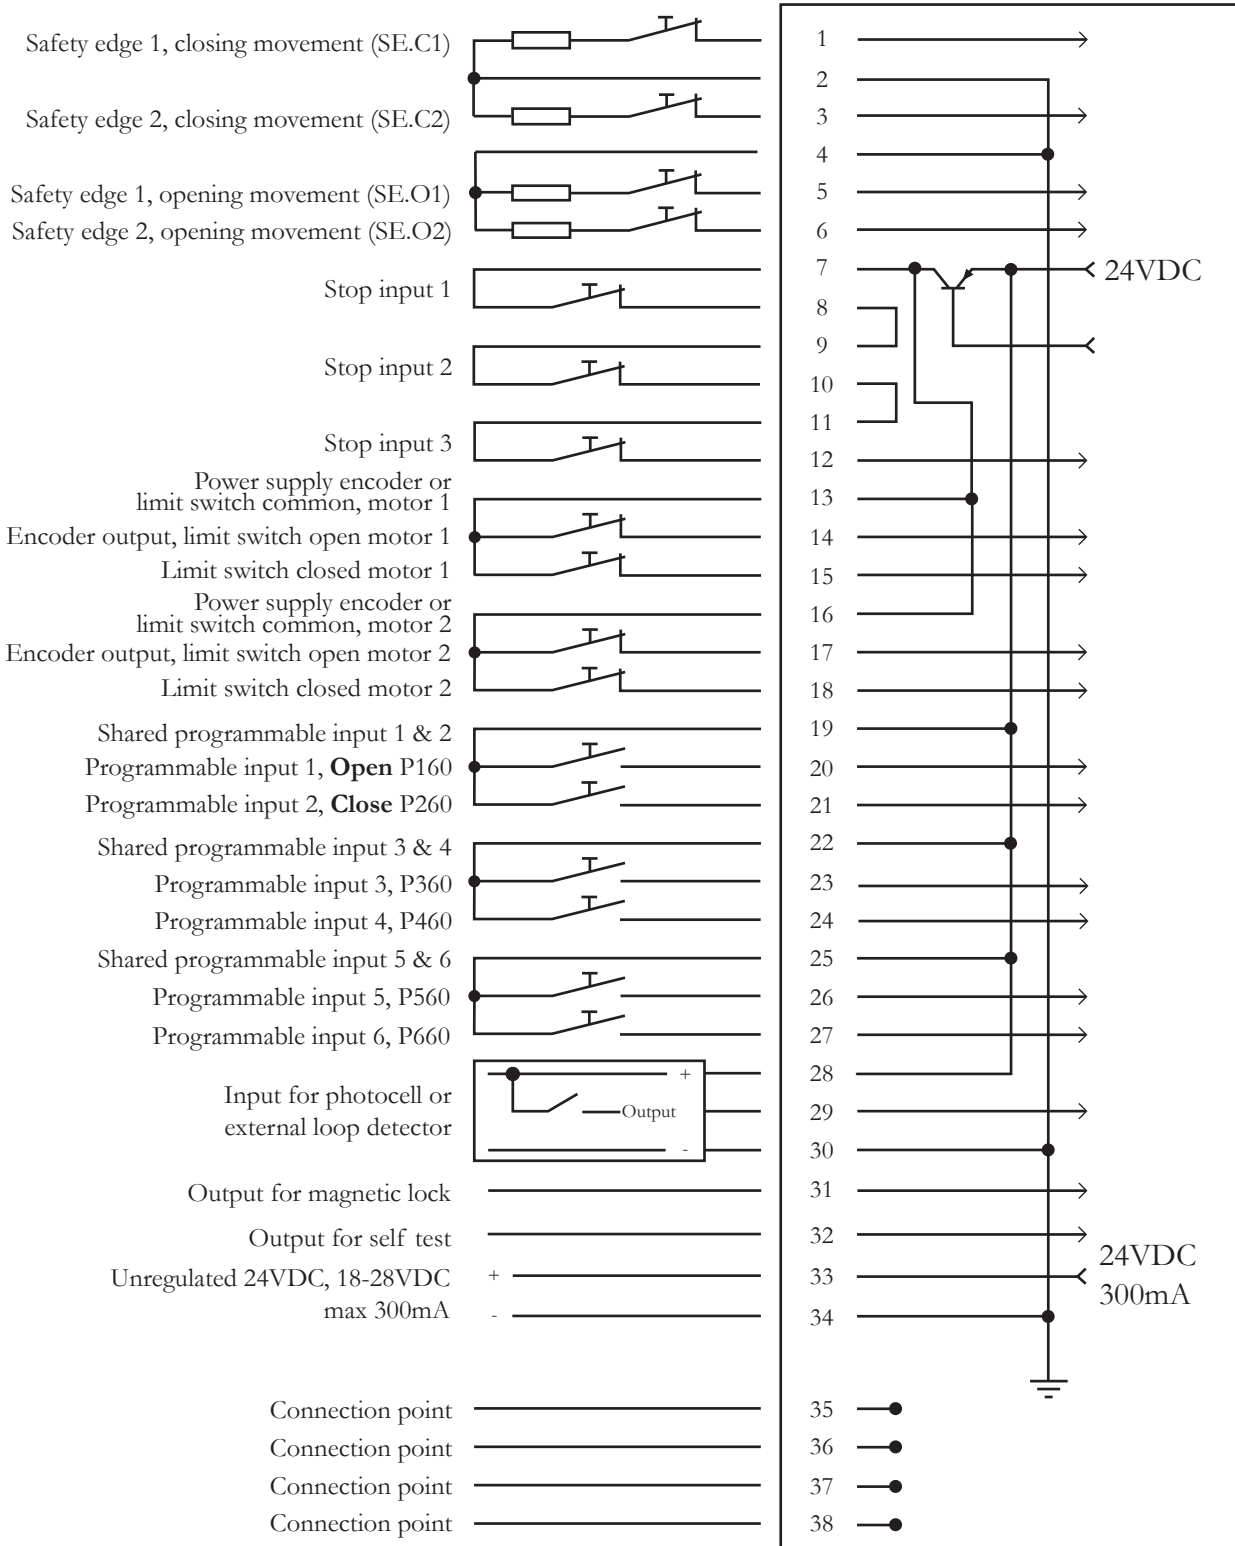 Safety edge 1, closing movement (SE.C1)
1
2
Safety edge 2, closing movement (SE.C2)
3
4
Safety edge 1, opening movement (SE.O1)
5
Safety edge 2, opening movement (SE.O2)
6
7
24VDC
Stop input 1
8
9
Stop input 2
10
11
Stop input 3
12
Power supply encoder or
limit switch common, motor 1
13
Encoder output, limit switch open motor 1
14
Limit switch closed motor 1
15
Power supply encoder or
limit switch common, motor 2
16
Encoder output, limit switch open motor 2
17
Limit switch closed motor 2
18
Shared programmable input 1 & 2
19
Programmable input 1, Open P160
20
Programmable input 2, Close P260
21
Shared programmable input 3 & 4
22
Programmable input 3, P360
23
Programmable input 4, P460
24
Shared programmable input 5 & 6
25
Programmable input 5, P560
26
Programmable input 6, P660
27
+
28
Input for photocell or
external loop detector
Output
29
-
30
Output for magnetic lock
31
Output for self test
32
Unregulated 24VDC, 18-28VDC
max 300mA
+
33
24VDC
300mA
-
34
Connection point
35
Connection point
36
Connection point
37
Connection point
38